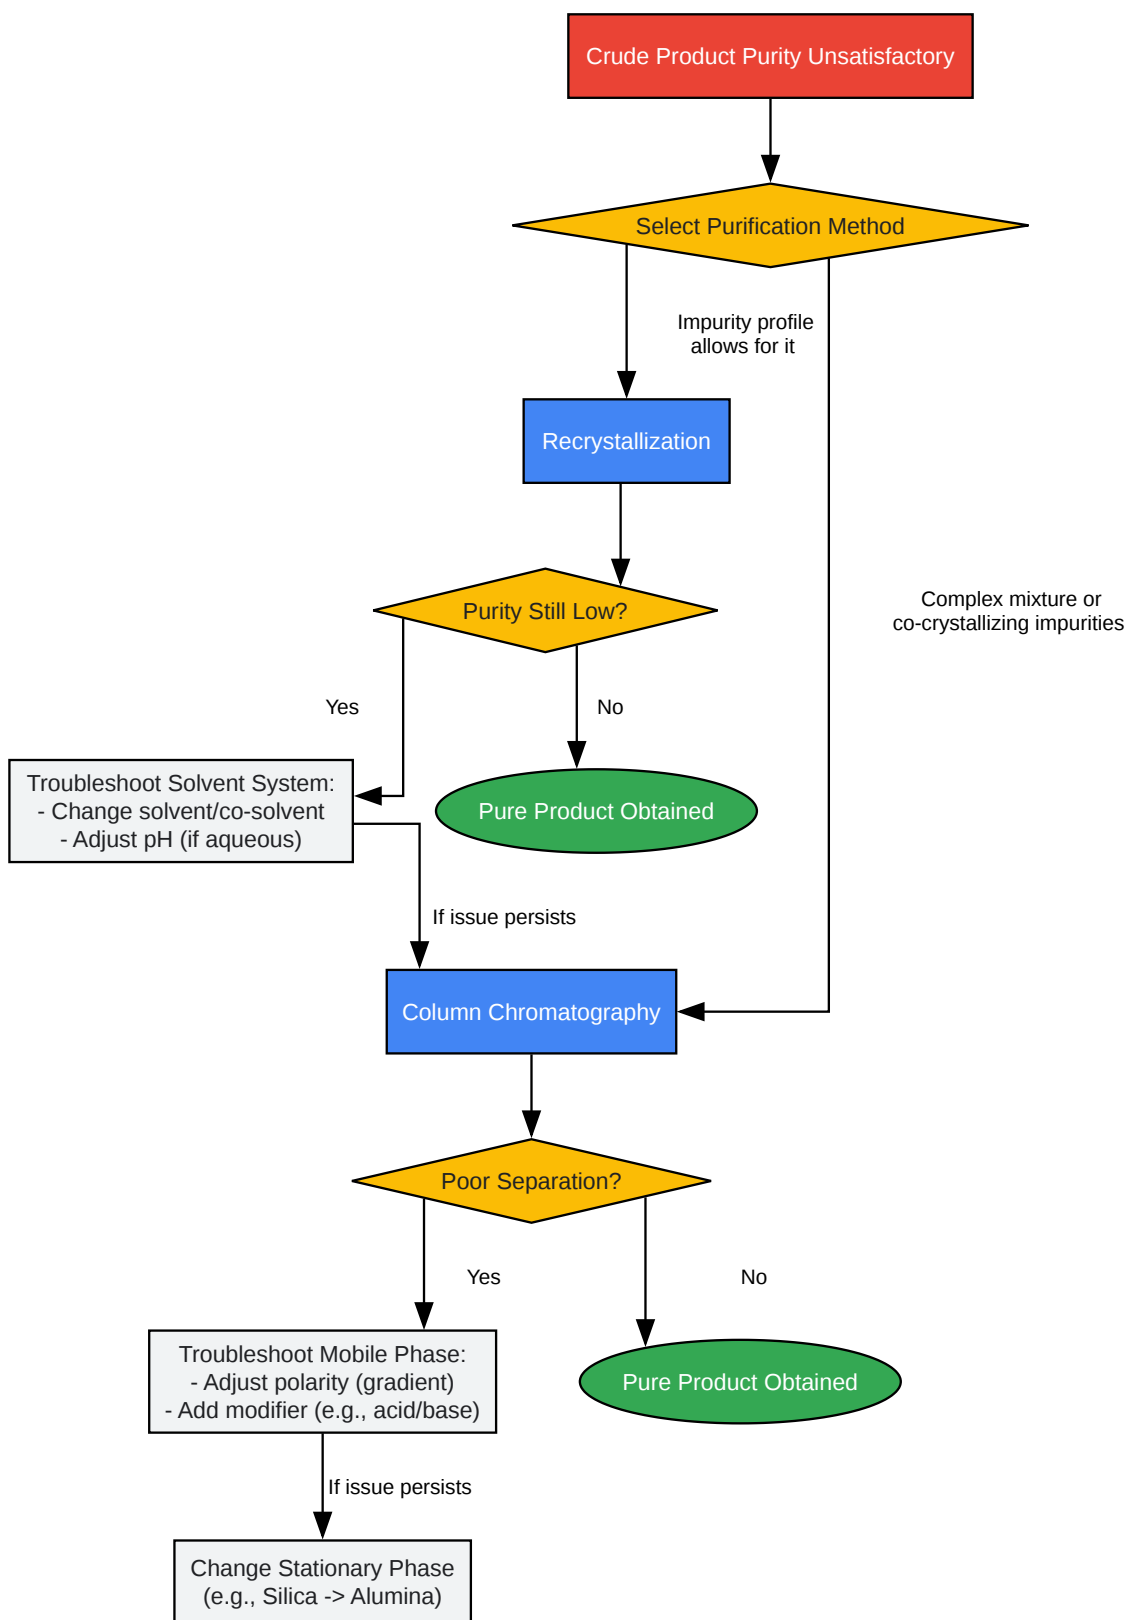 Crude Product Purity Unsatisfactory
Select Purification Method
Impurity profile
allows for it
Recrystallization
Complex mixture or
co-crystallizing impurities
Purity Still Low?
Yes
No
Troubleshoot Solvent System:
- Change solvent/co-solvent
- Adjust pH (if aqueous)
Pure Product Obtained
If issue persists
Column Chromatography
Poor Separation?
Yes
No
Troubleshoot Mobile Phase:
- Adjust polarity (gradient)
- Add modifier (e.g., acid/base)
Pure Product Obtained
If issue persists
Change Stationary Phase
(e.g., Silica -> Alumina)